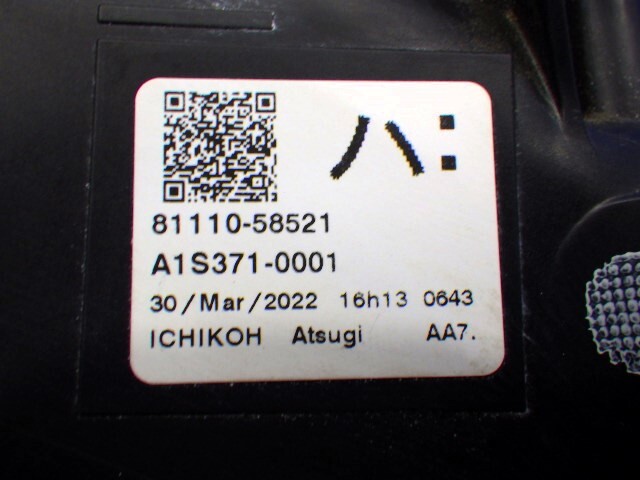 ハ:
81110-58521
A1S371-0001
30/Mar/2022 16h13 0643
ICHIKOH Atsugi AA7.